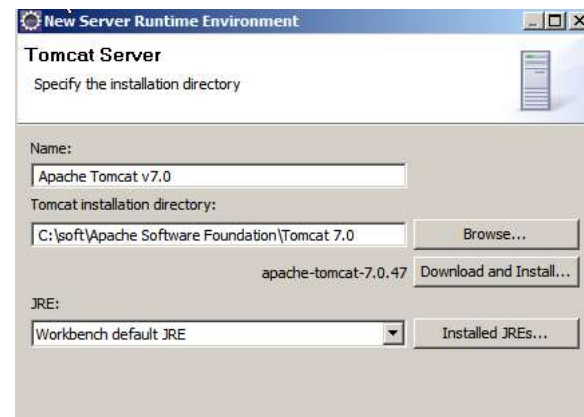 New Server Runtime Environment
Tomcat Server
Specify the installation directory
Name:
Apache Tomcat v7.0
Tomcat installation directory:
C:\soft\Apache Software Foundation\Tomcat 7.0 Browse...
apache-tomcat-7.0.47 Download and Install...
JRE:
Workbench default JRE Installed JREs...